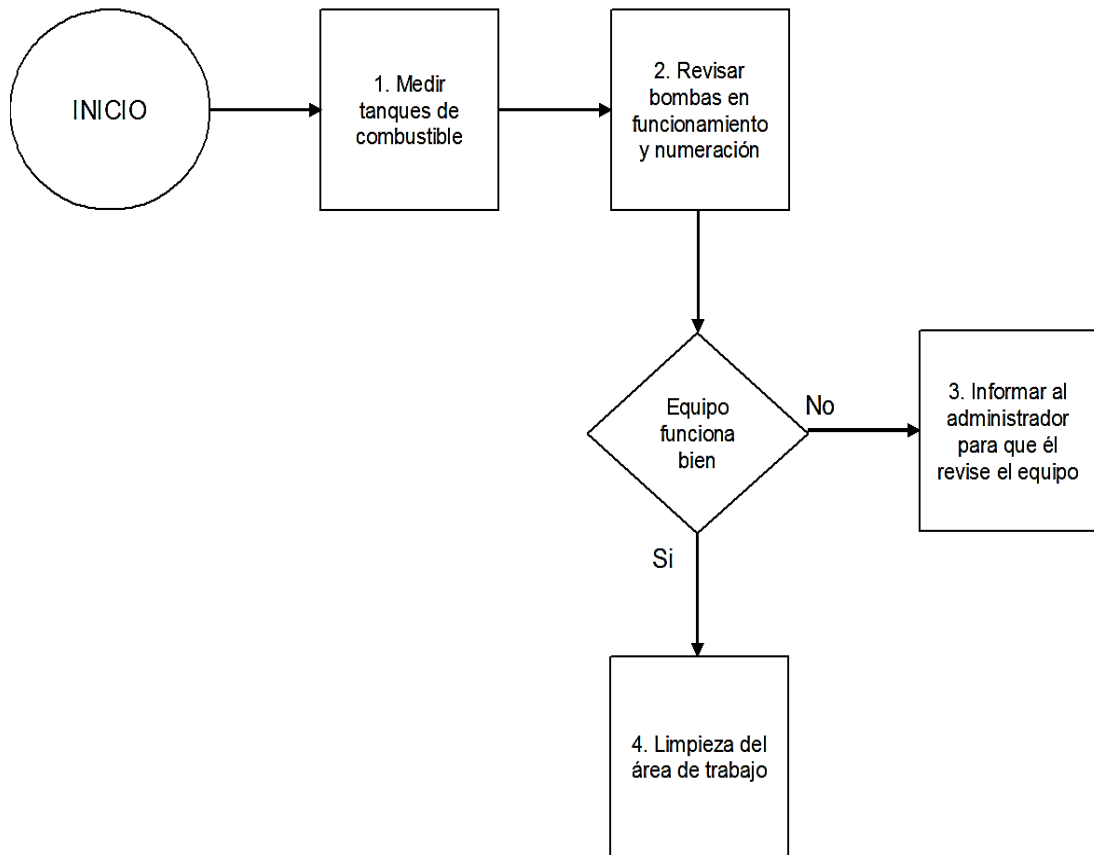 INICIO
1. Medir
tanques de
combustible
2. Revisar
bombas en
funcionamiento
y numeración
Equipo
funciona
bien
No
3. Informar al
administrador
para que él
revise el equipo
Si
4. Limpieza del
área de trabajo